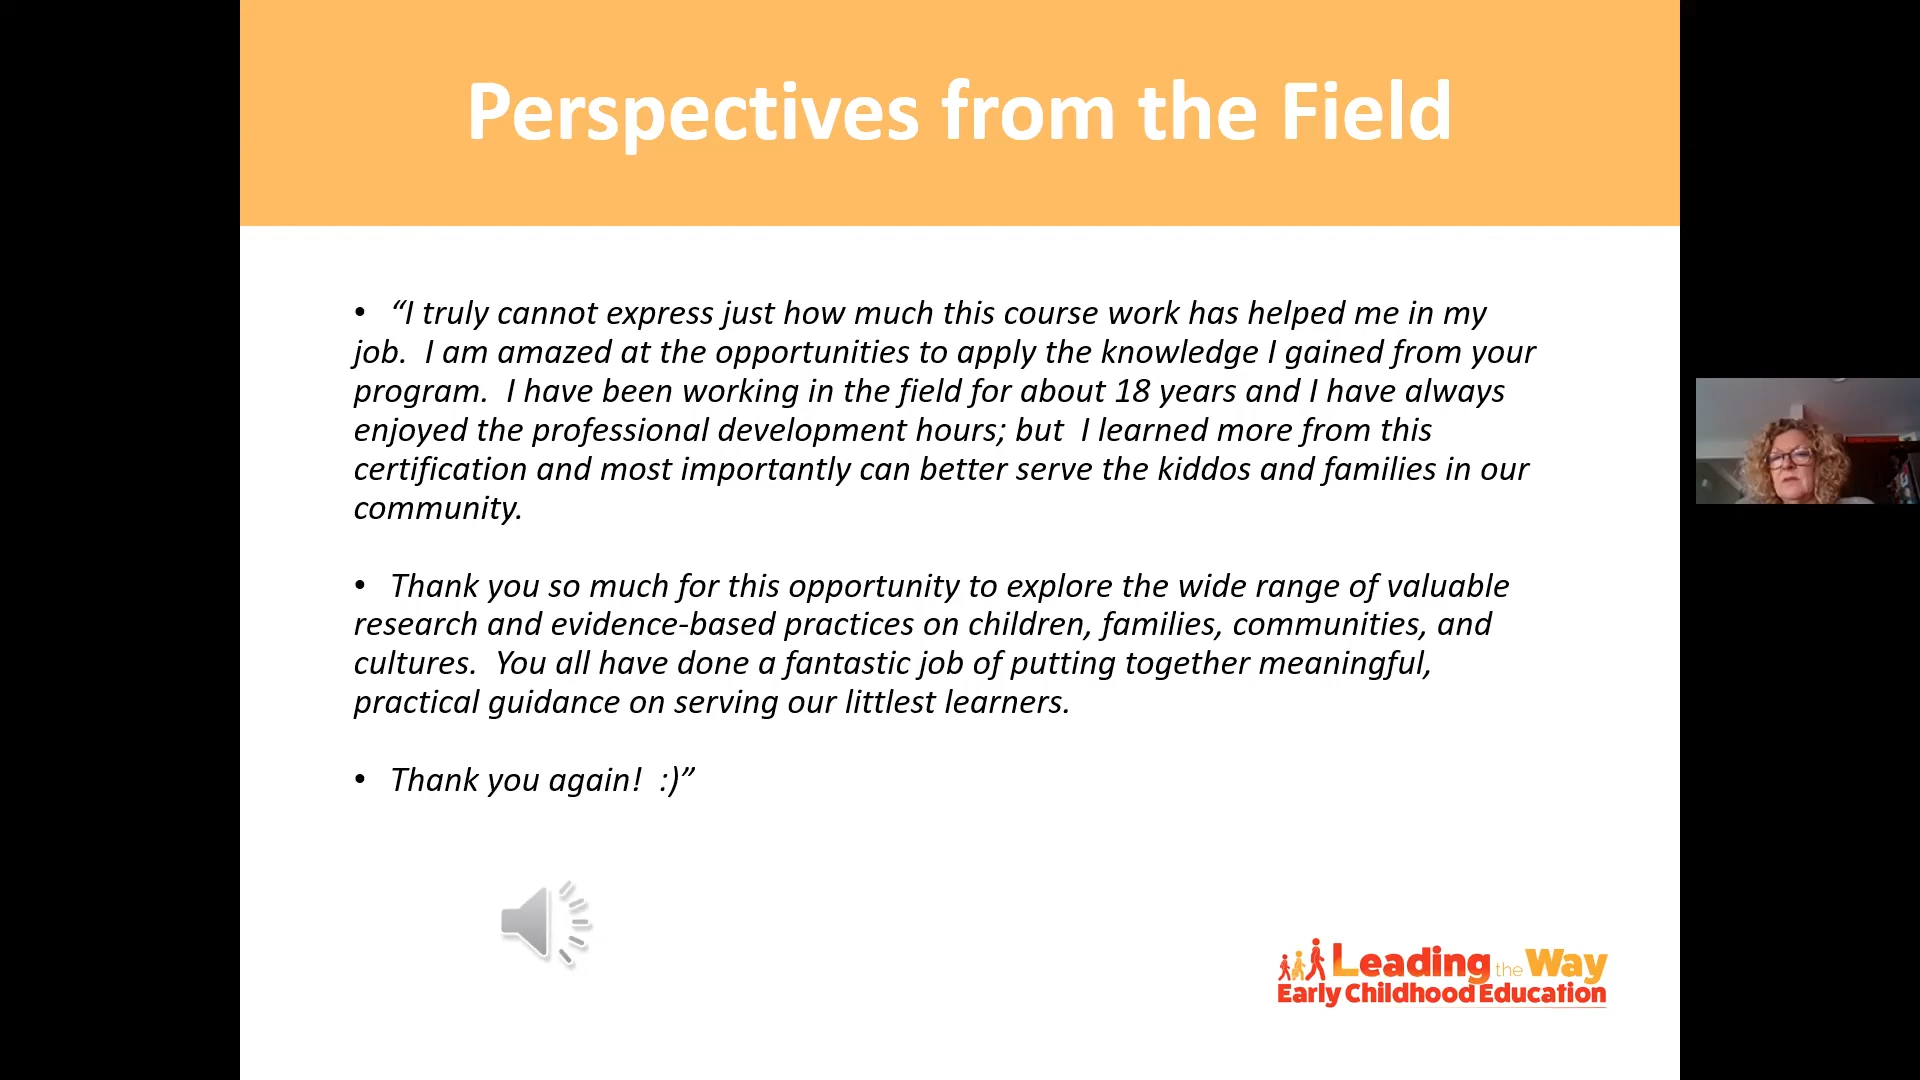 Perspectives from the Field
• “I truly cannot express just how much this course work has helped me in my
job.  I am amazed at the opportunities to apply the knowledge I gained from your
program.  I have been working in the field for about 18 years and I have always
enjoyed the professional development hours; but  I learned more from this
certification and most importantly can better serve the kiddos and families in our
community.
• Thank you so much for this opportunity to explore the wide range of valuable
research and evidence-based practices on children, families, communities, and
cultures.  You all have done a fantastic job of putting together meaningful,
practical guidance on serving our littlest learners.
• Thank you again!  :)”
Leading the Way
Early Childhood Education